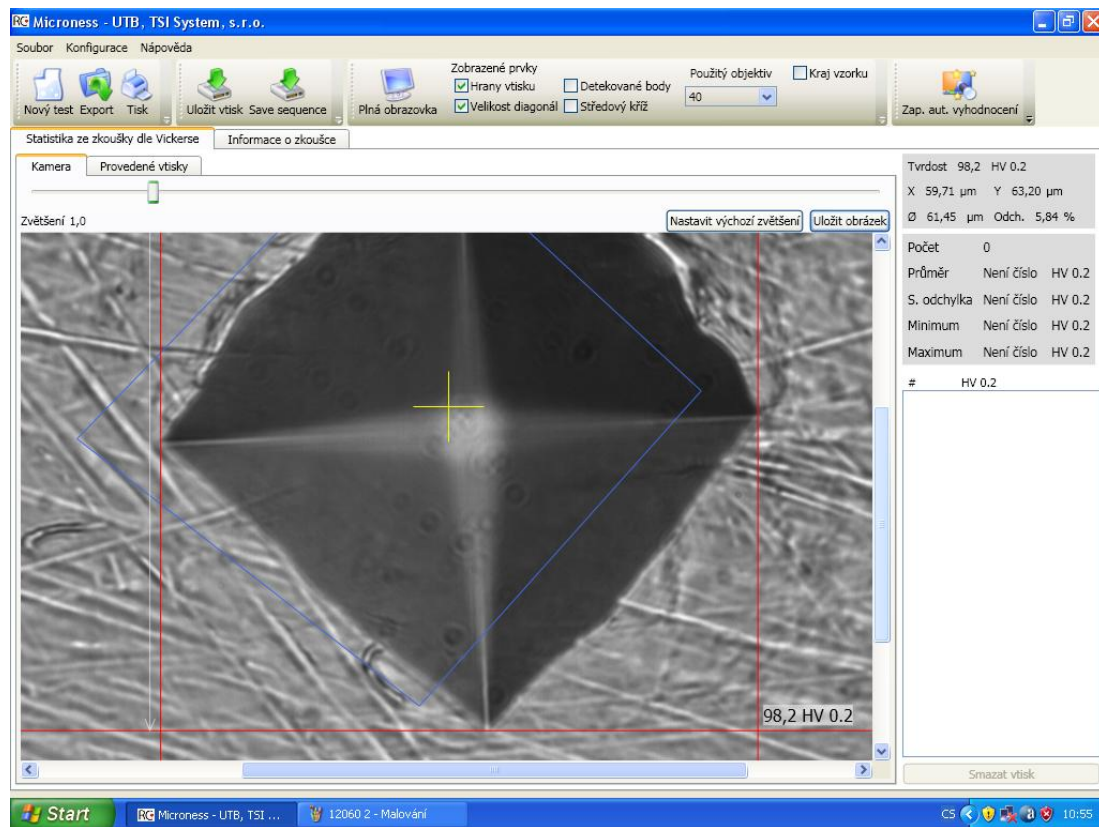 RG Microness - UTB, TSI System, s.r.o.
Soubor Konfigurace Nápověda
Nový test Export Tisk
Uložit vtisk Save sequence
Plná obrazovka
Zobrazené prvky
Hrany vtisku Detekované body
Velikost diagonál Středový kříž
Použitý objektiv Kraj vzorku
40
Zap. aut. vyhodnocení
Statistika ze zkoušky dle Vickerse Informace o zkoušce
Kamera Provedené vtisky
Zvětšení 1,0
Nastavit výchozí zvětšení Uložit obrázek
98,2 HV 0.2
Tvrdost 98,2 HV 0.2
X 59,71 µm Y 63,20 µm
Ø 61,45 µm Odch. 5,84 %
Počet 0
Průměr Není číslo HV 0.2
S. odchylka Není číslo HV 0.2
Minimum Není číslo HV 0.2
Maximum Není číslo HV 0.2
# HV 0.2
Smazat vtisk
Start RG Microness - UTB, TSI ... 12060 2 - Malování CS 10:55